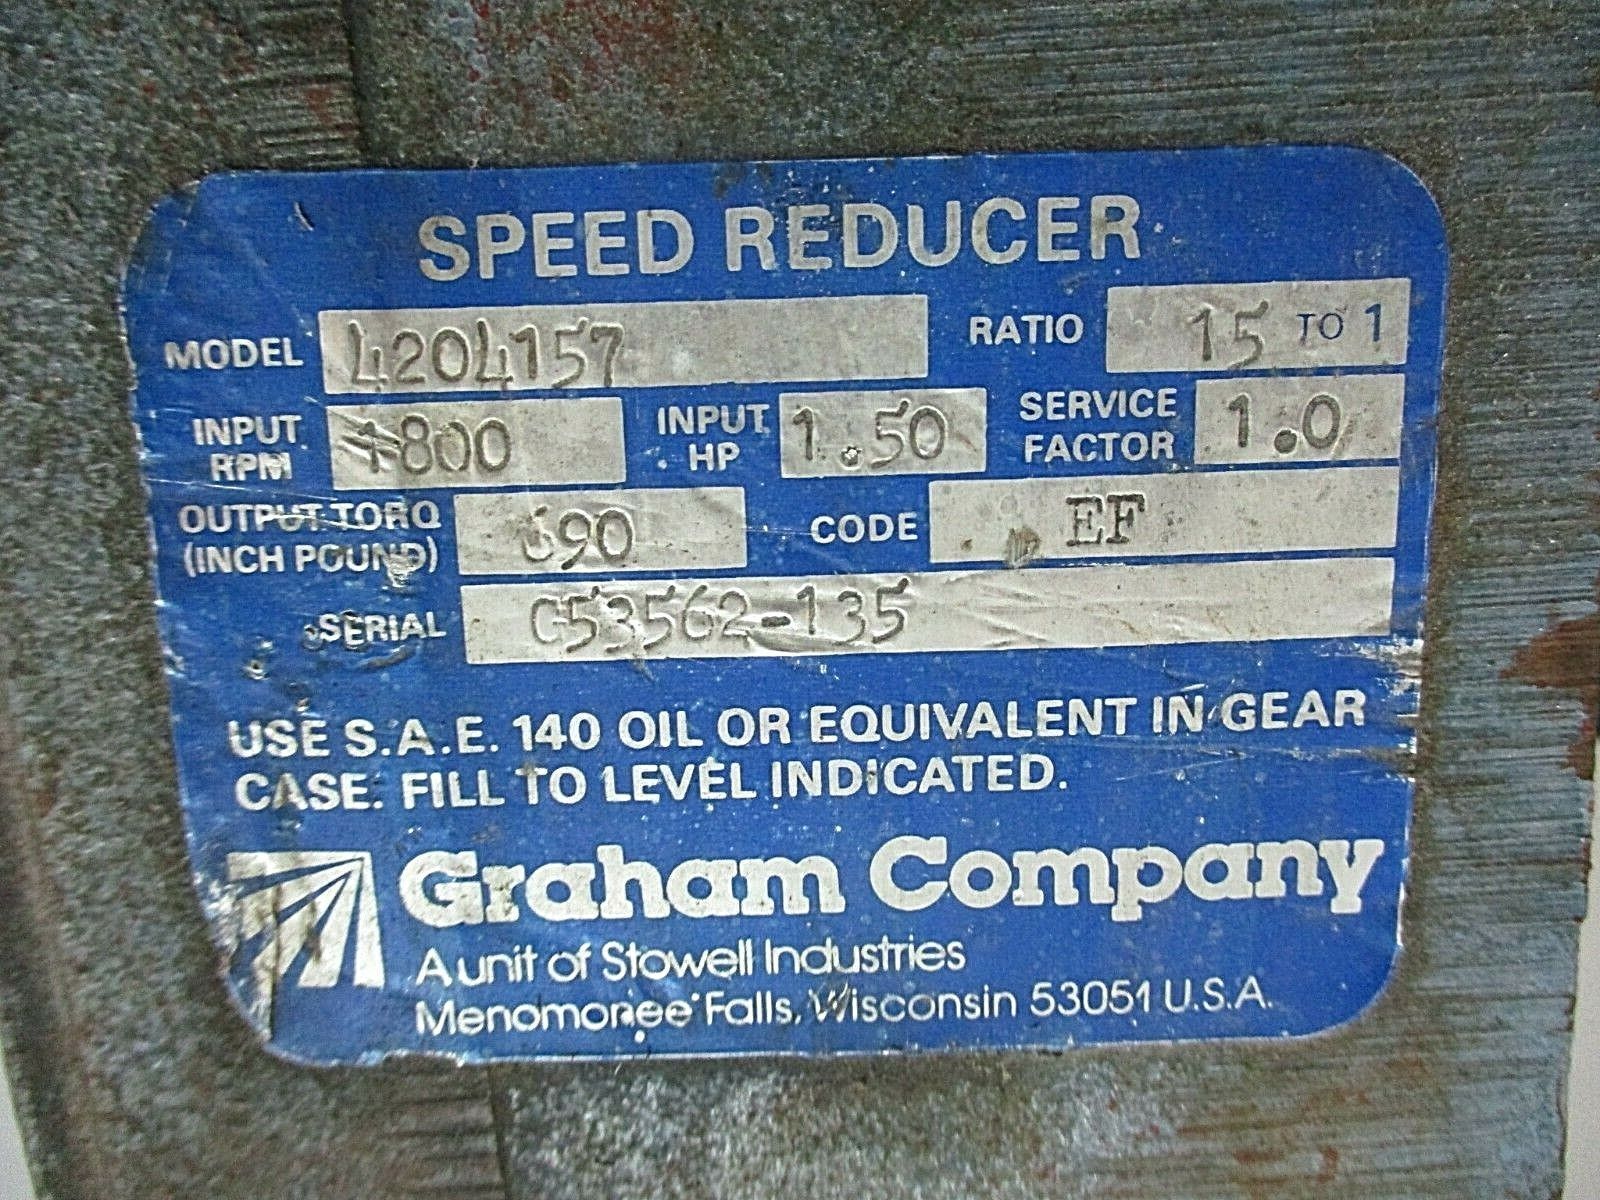 SPEED REDUCER
MODEL 4204157 RATIO 15 TO 1
INPUT RPM 1800 INPUT HP 1.50 SERVICE FACTOR 1.0
OUTPUT TORQ (INCH POUND) 690 CODE EF
SERIAL C53562-135
USE S.A.E. 140 OIL OR EQUIVALENT IN GEAR
CASE. FILL TO LEVEL INDICATED.
Graham Company
A unit of Stowell Industries
Menomonee Falls, Wisconsin 53051 U.S.A.